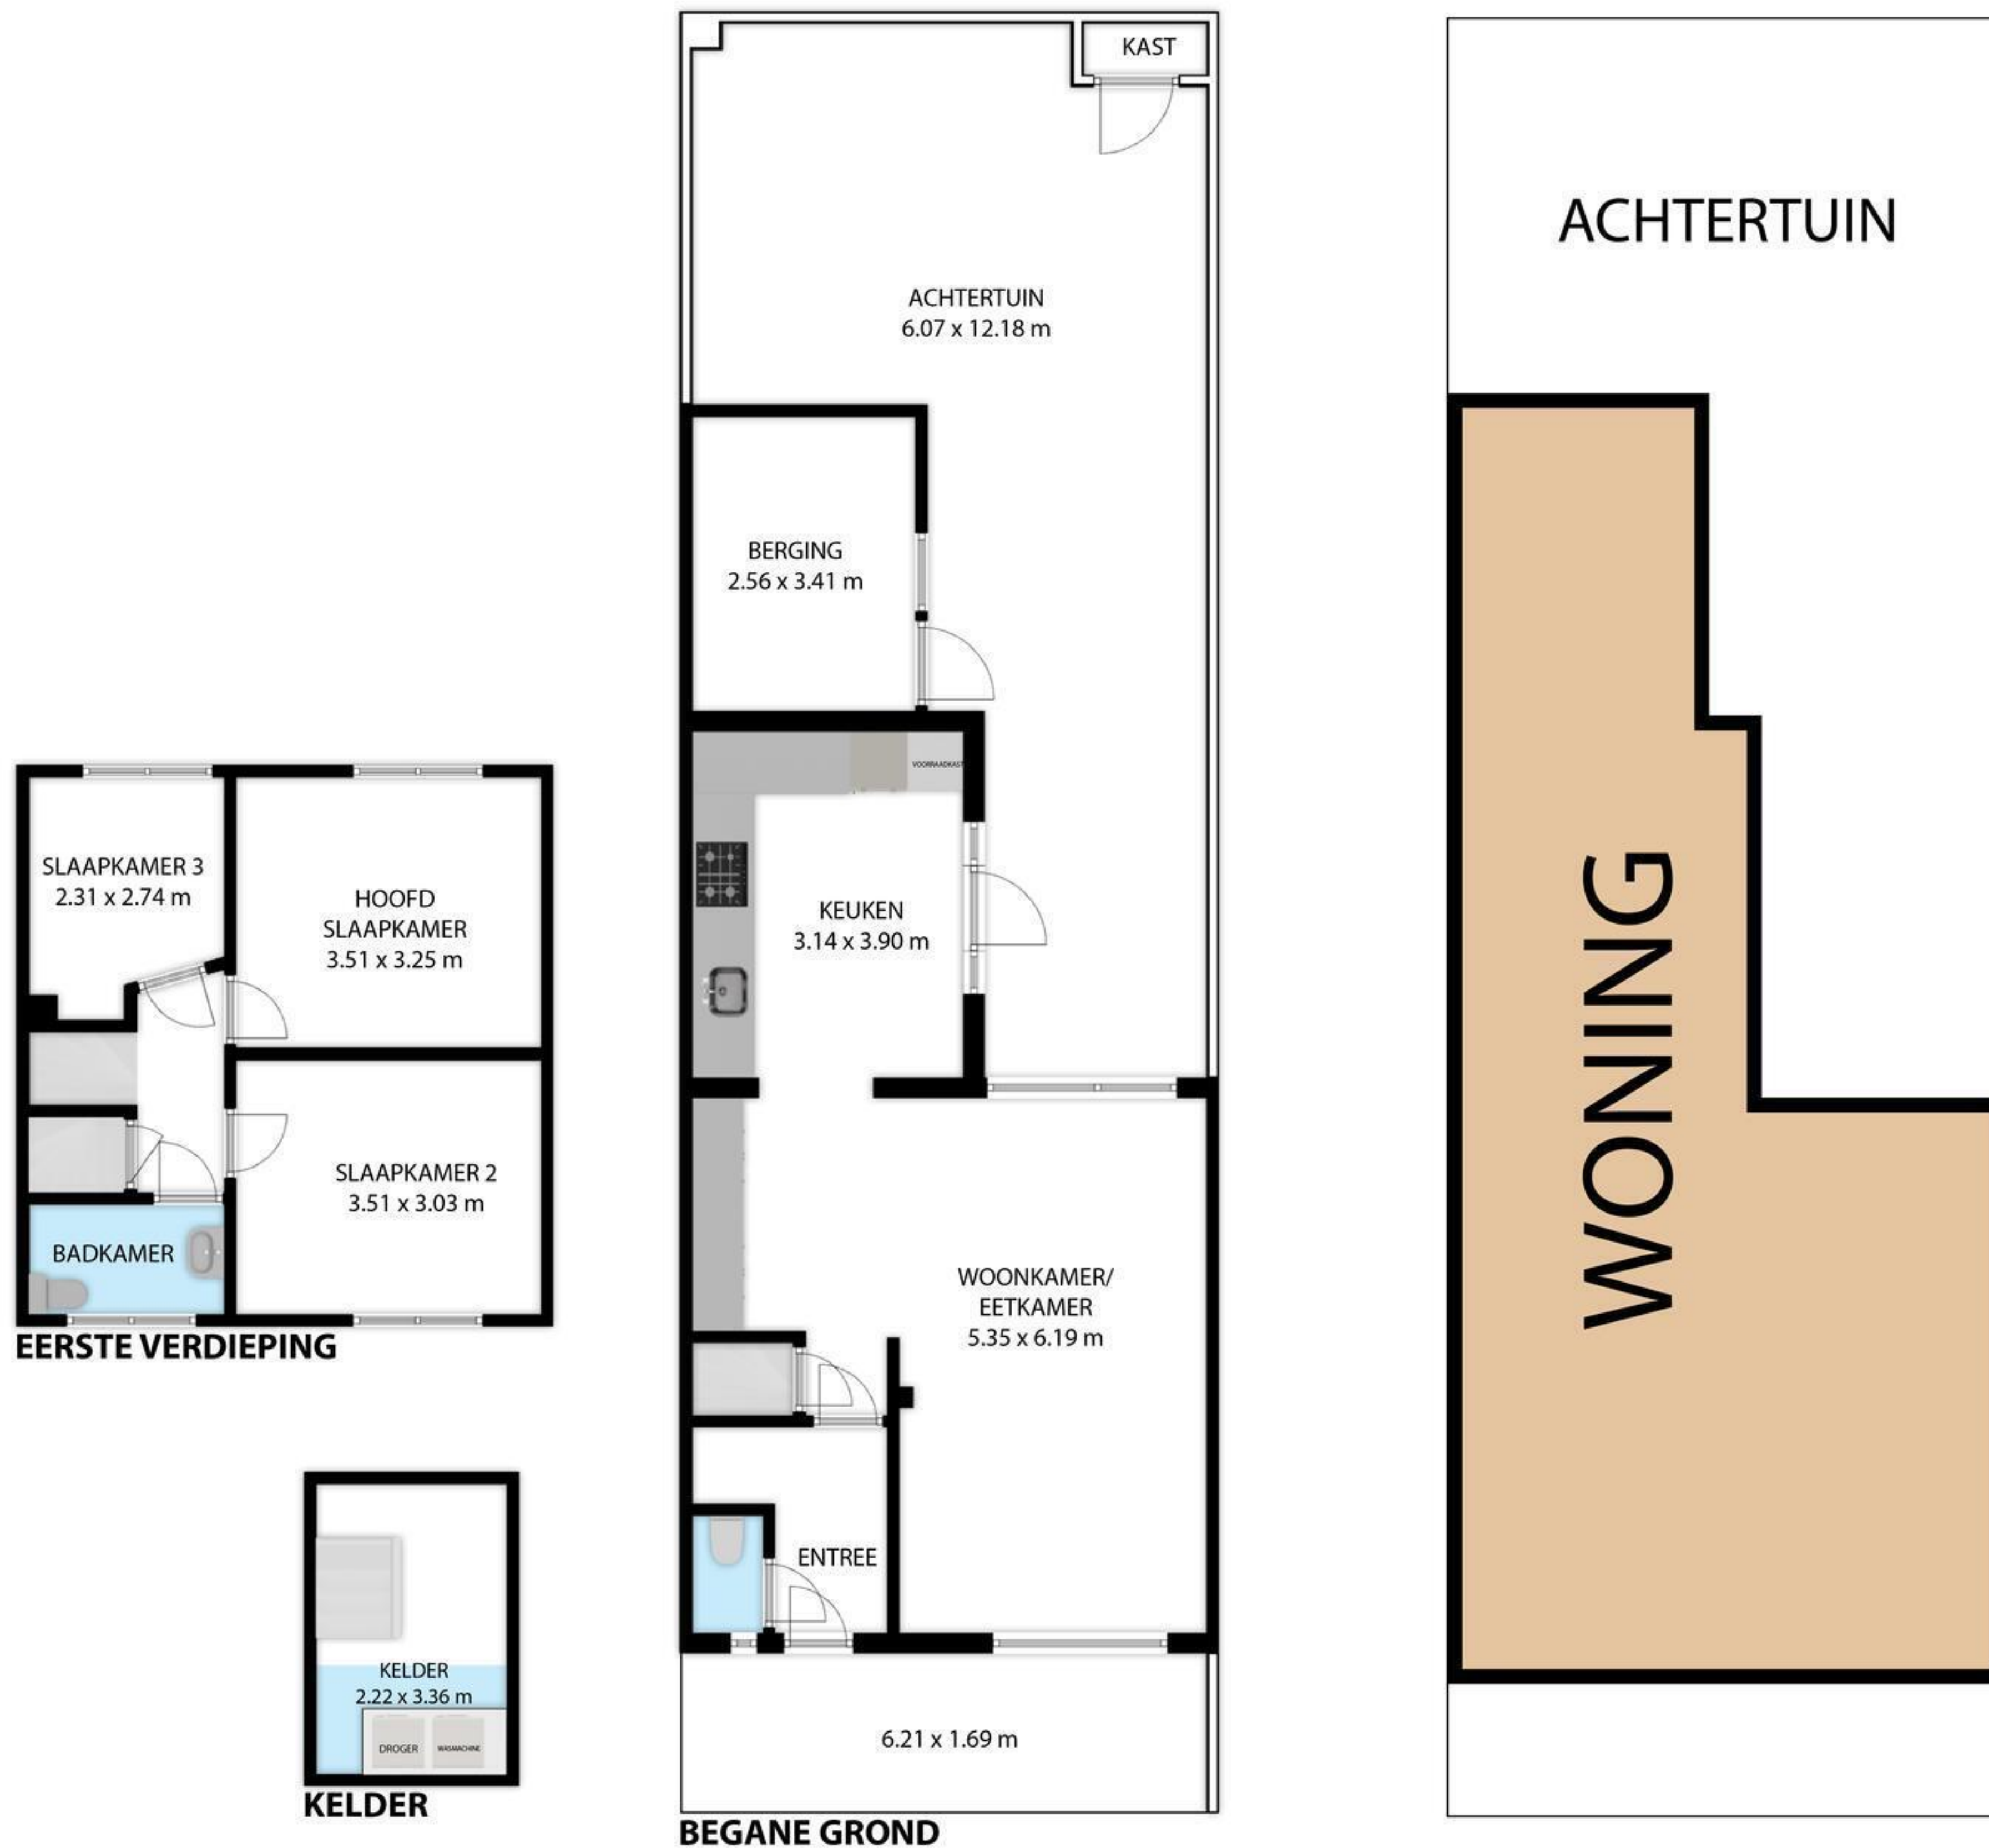 SLAAPKAMER 3
2.31 x 2.74 m
HOOFD
SLAAPKAMER
3.51 x 3.25 m
SLAAPKAMER 2
3.51 x 3.03 m
BADKAMER
EERSTE VERDIEPING
KELDER
2.22 x 3.36 m
DROGER
WASMACHINE
KELDER
KAST
ACHTERTUIN
6.07 x 12.18 m
BERGING
2.56 x 3.41 m
VOORRAADKAST
KEUKEN
3.14 x 3.90 m
WOONKAMER/
EETKAMER
5.35 x 6.19 m
ENTREE
6.21 x 1.69 m
BEGANE GROND
ACHTERTUIN
WONING